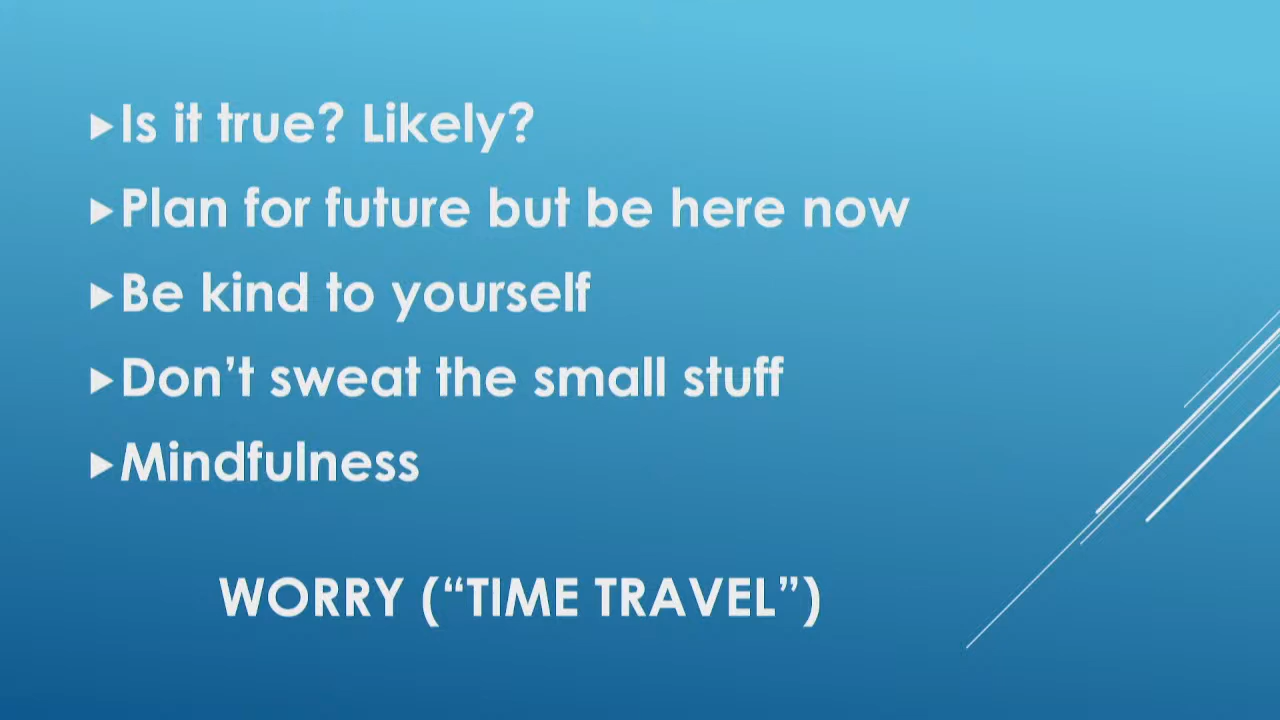 Is it true? Likely?
Plan for future but be here now
Be kind to yourself
Don’t sweat the small stuff
Mindfulness
WORRY (“TIME TRAVEL”)